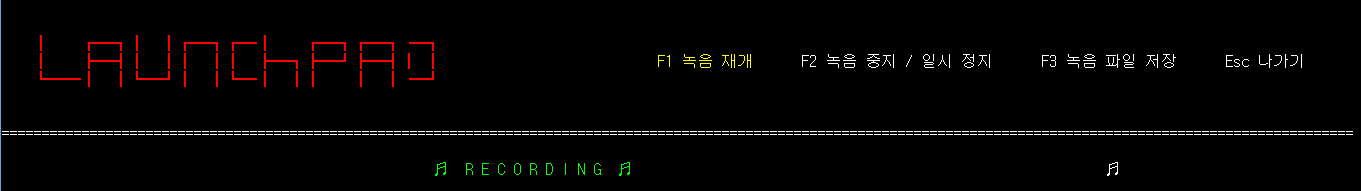 LAUNCHPAD
F1 녹음 재개 F2 녹음 중지 / 일시 정지 F3 녹음 파일 저장 Esc 나가기
♬ R E C O R D I N G ♬ ♬